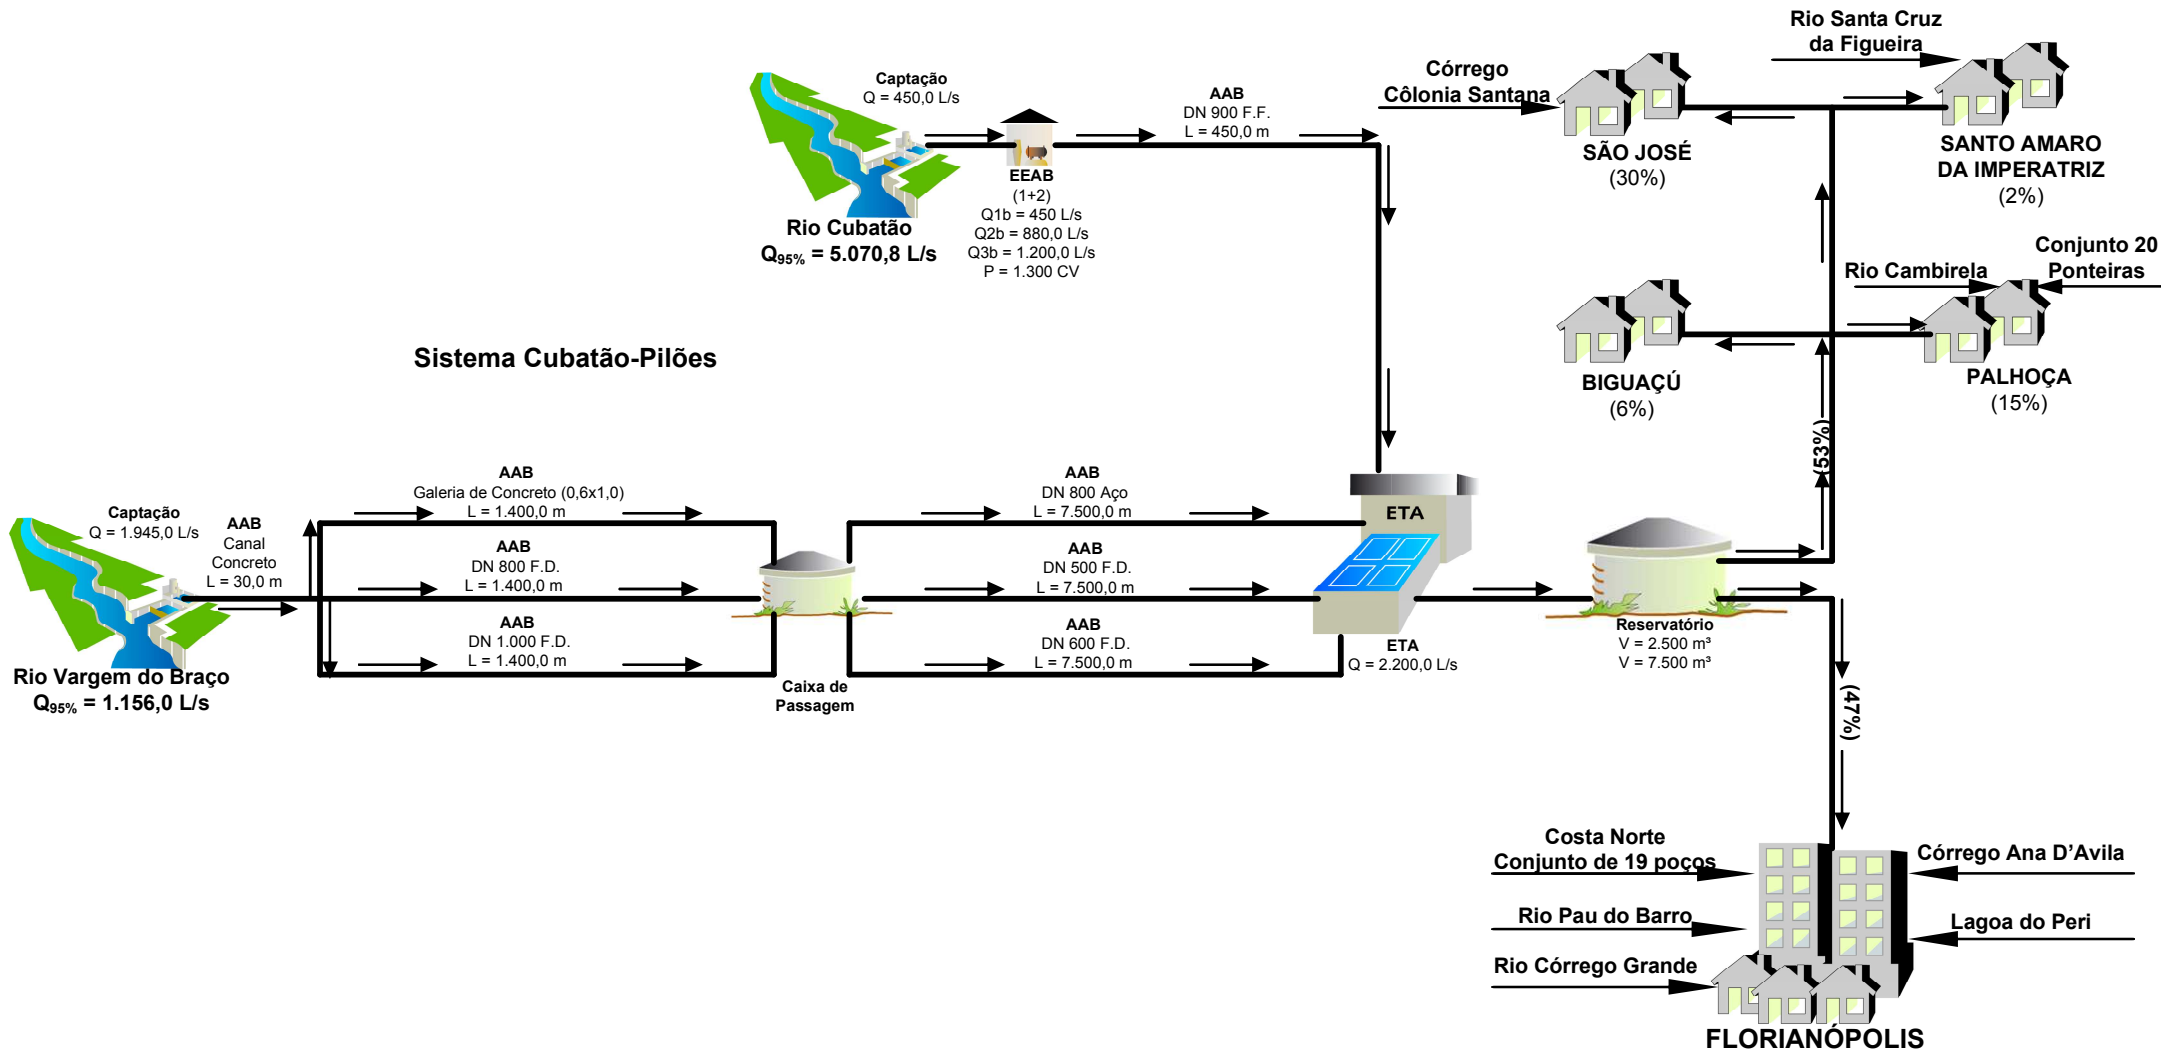 Rio Santa Cruz
da Figueira
Córrego
Côlonia Santana
SÃO JOSÉ
(30%)
SANTO AMARO
DA IMPERATRIZ
(2%)
Captação
Q = 450,0 L/s
AAB
DN 900 F.F.
L = 450,0 m
EEAB
(1+2)
Q1b = 450 L/s
Q2b = 880,0 L/s
Q3b = 1.200,0 L/s
P = 1.300 CV
Rio Cubatão
Q95% = 5.070,8 L/s
Conjunto 20
Ponteiras
Rio Cambirela
BIGUAÇÚ
(6%)
PALHOÇA
(15%)
Sistema Cubatão-Pilões
(53%)
AAB
Galeria de Concreto (0,6x1,0)
L = 1.400,0 m
AAB
DN 800 Aço
L = 7.500,0 m
ETA
Captação
Q = 1.945,0 L/s
AAB
Canal
Concreto
L = 30,0 m
AAB
DN 800 F.D.
L = 1.400,0 m
AAB
DN 500 F.D.
L = 7.500,0 m
AAB
DN 1.000 F.D.
L = 1.400,0 m
AAB
DN 600 F.D.
L = 7.500,0 m
ETA
Q = 2.200,0 L/s
Reservatório
V = 2.500 m³
V = 7.500 m³
Rio Vargem do Braço
Q95% = 1.156,0 L/s
Caixa de
Passagem
(47%)
Costa Norte
Conjunto de 19 poços
Córrego Ana D’Avila
Rio Pau do Barro
Lagoa do Peri
Rio Córrego Grande
FLORIANÓPOLIS